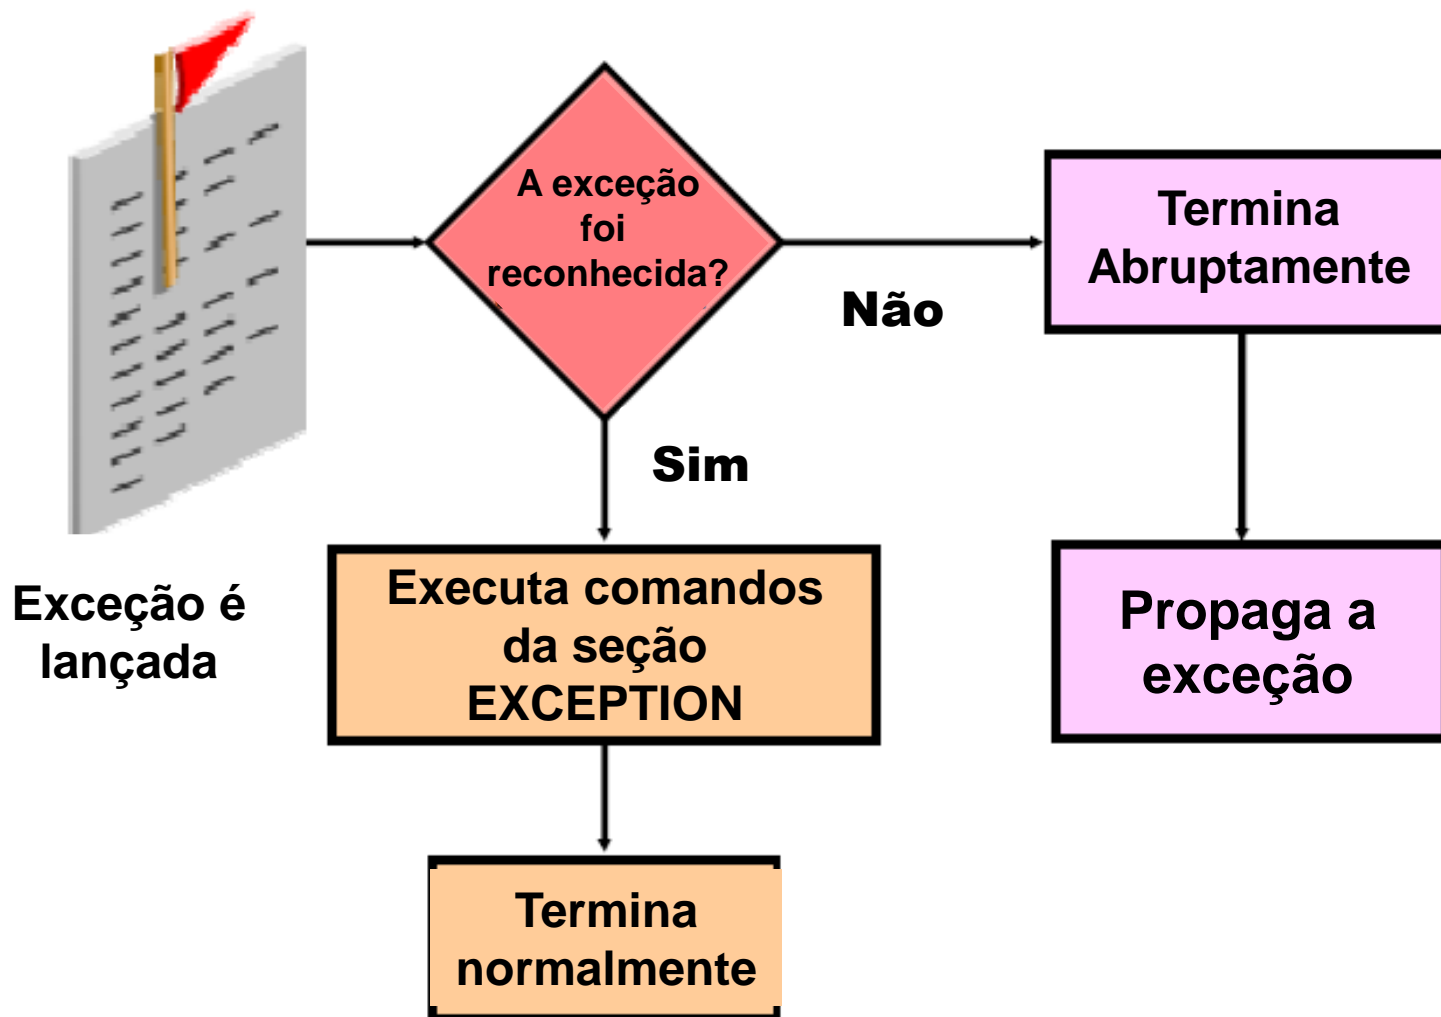 A exceção
foi
reconhecida?
Termina
Abruptamente
Não
Sim
Exceção é
lançada
Executa comandos
da seção
EXCEPTION
Propaga a
exceção
Termina
normalmente